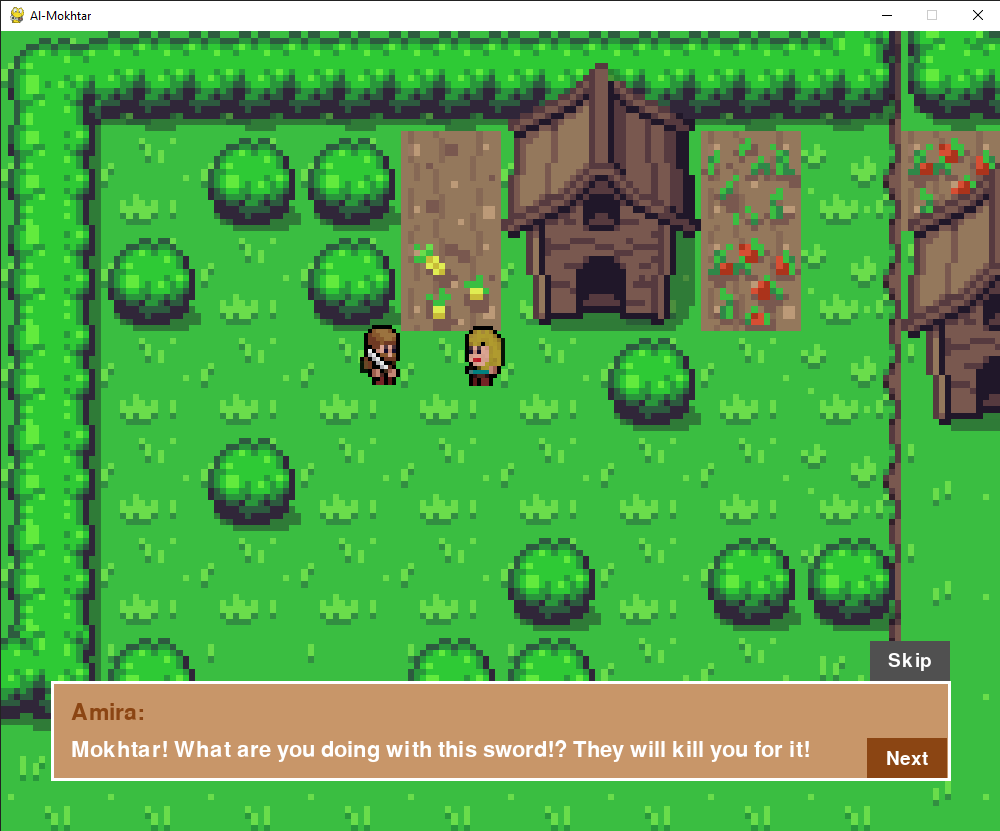 Al-Mokhtar
Skip
Amira:
Mokhtar! What are you doing with this sword!? They will kill you for it!
Next